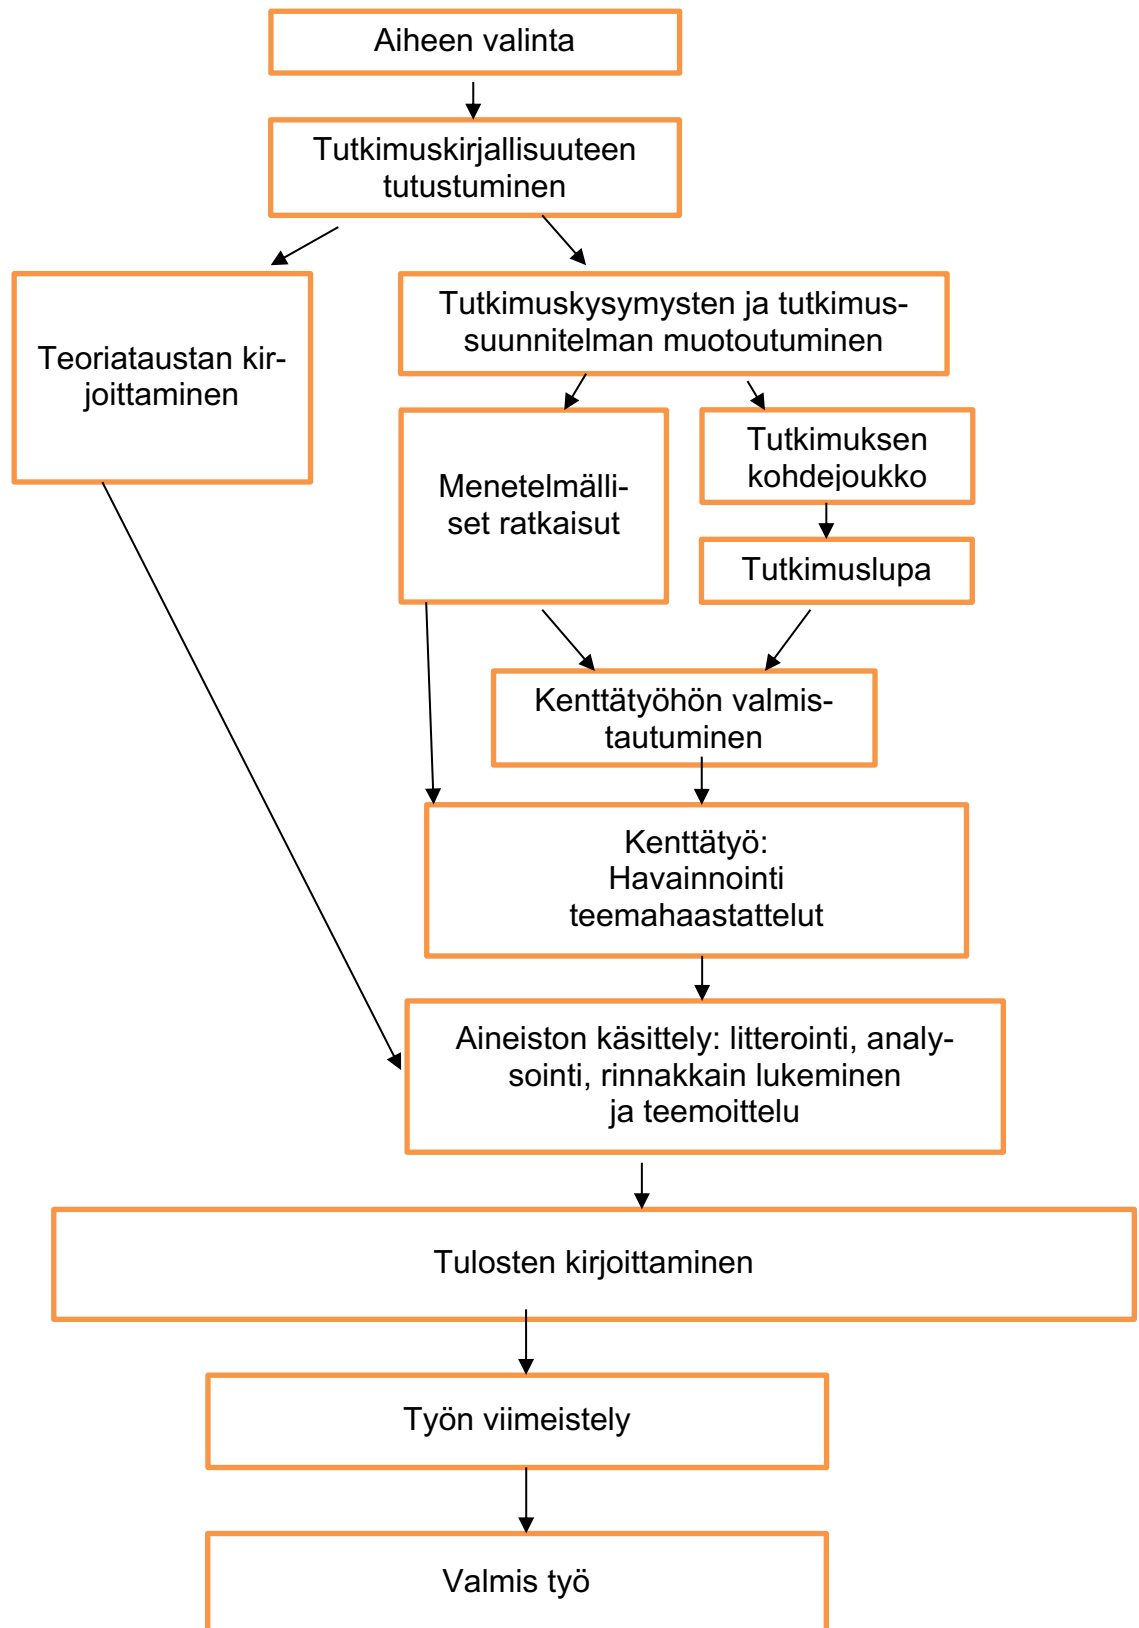 Aiheen valinta
Tutkimuskirjallisuuteen
tutustuminen
Tutkimuskysymysten ja tutkimus-
suunnitelman muotoutuminen
Teoriataustan kir-
joittaminen
Menetelmälli-
set ratkaisut
Tutkimuksen
kohdejoukko
Tutkimuslupa
Kenttätyöhön valmis-
tautuminen
Kenttätyö:
Havainnointi
teemahaastattelut
Aineiston käsittely: litterointi, analy-
sointi, rinnakkain lukeminen
ja teemoittelu
Tulosten kirjoittaminen
Työn viimeistely
Valmis työ